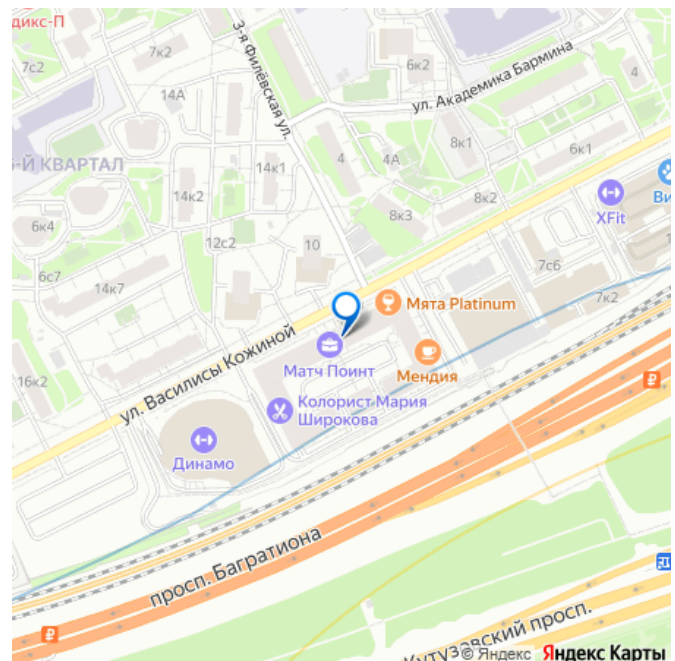 дикс-П
7к2
7с2
14А
3-я Филёвская ул.
6к2
ул. Академика Бармина
4
8к1
6к1
-Й КВАРТАЛ
14к1
4
4А
14к2
8к2
XFit
Ви
6к4
8к3
12с2
10
6с7
14к7
7с6
7к2
1
Мята Platinum
ул. Василисы Кожиной
Матч Поинт
Мендия
16к2
Колорист Мария
Широкова
Динамо
просп. Багратиона
Кутузовский просп.
© Яндекс Яндекс Карты